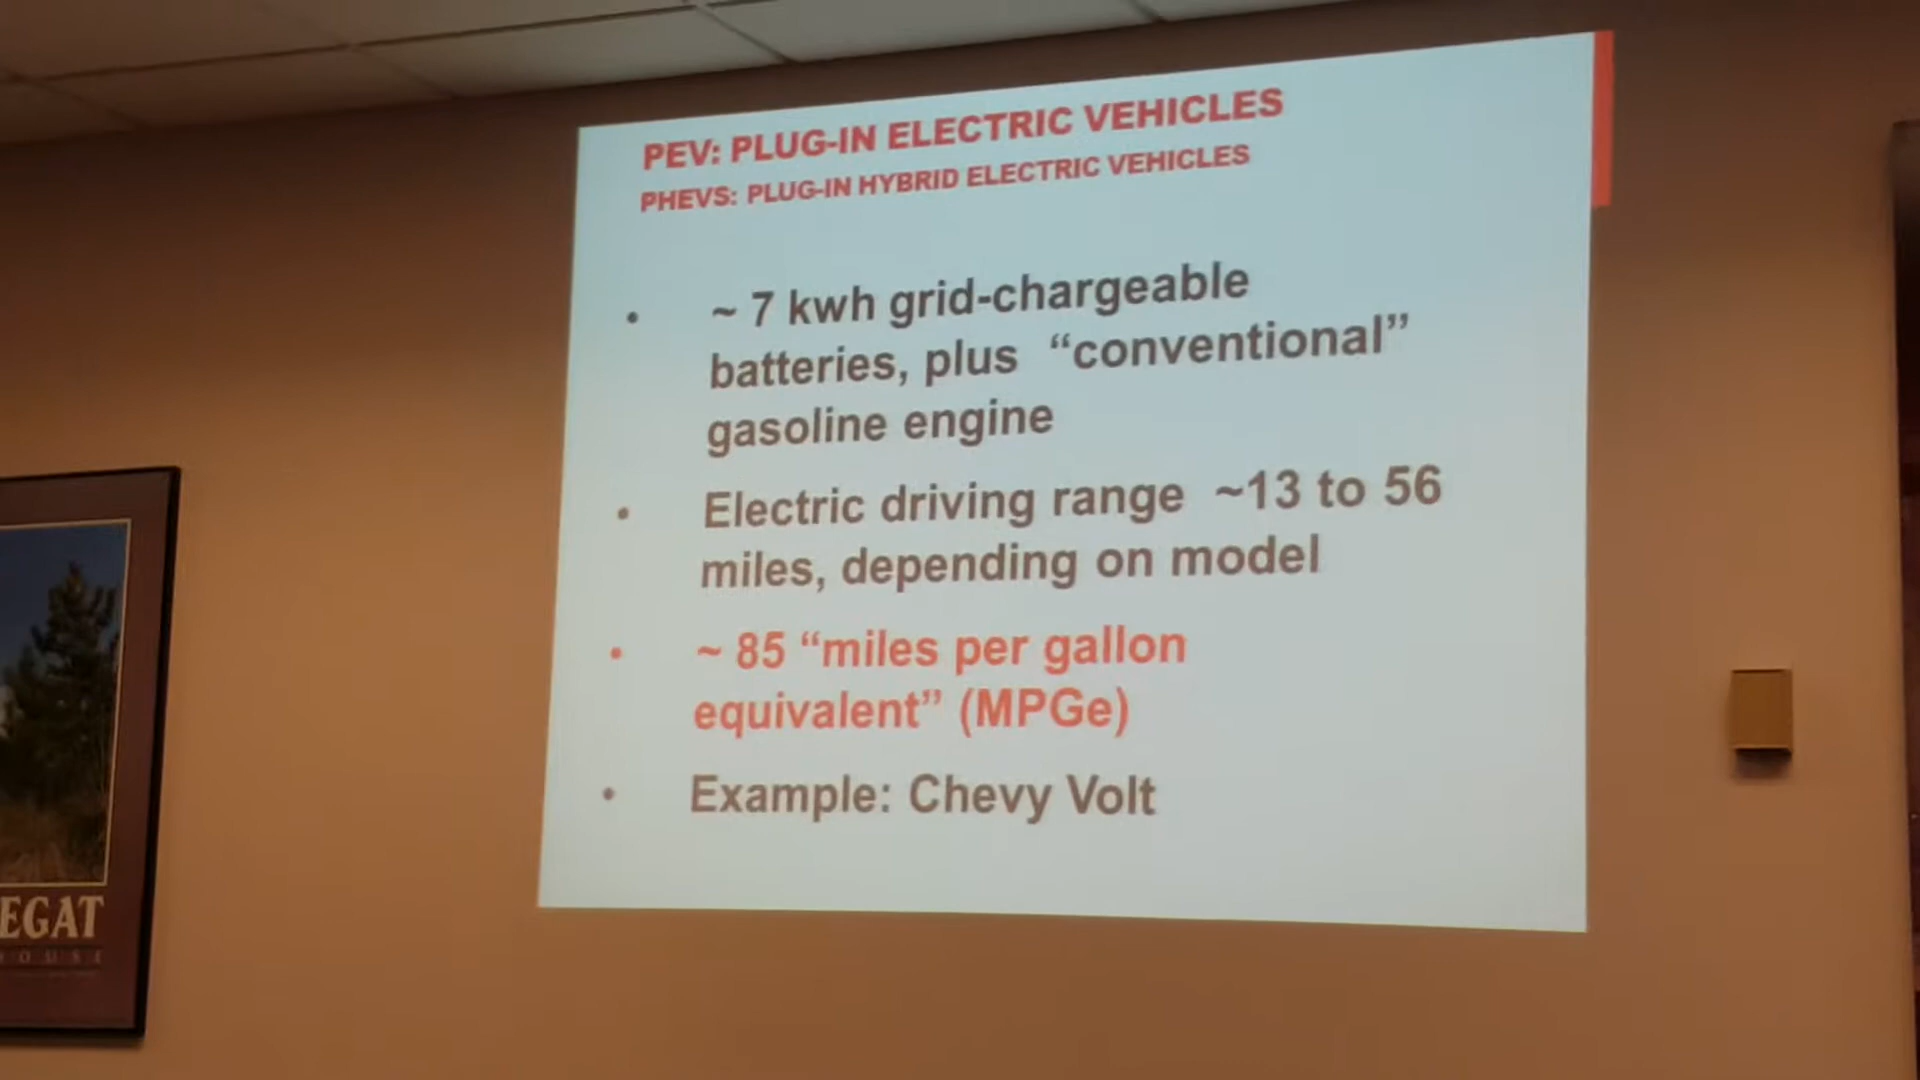 PEV: PLUG-IN ELECTRIC VEHICLES
PHEVS: PLUG-IN HYBRID ELECTRIC VEHICLES
• ~ 7 kwh grid-chargeable
batteries, plus “conventional”
gasoline engine
• Electric driving range ~13 to 56
miles, depending on model
• ~ 85 “miles per gallon
equivalent” (MPGe)
• Example: Chevy Volt
EGAT
OUSE